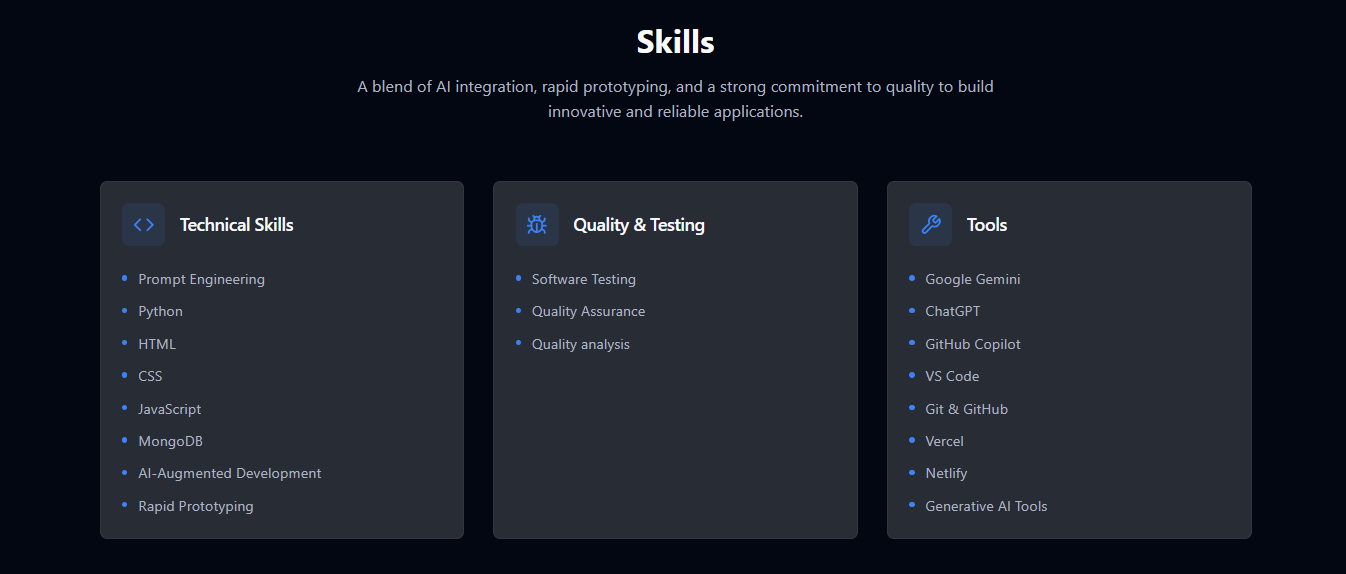 Skills
A blend of AI integration, rapid prototyping, and a strong commitment to quality to build
innovative and reliable applications.
Technical Skills
Prompt Engineering
Python
HTML
CSS
JavaScript
MongoDB
AI-Augmented Development
Rapid Prototyping
Quality & Testing
Software Testing
Quality Assurance
Quality analysis
Tools
Google Gemini
ChatGPT
GitHub Copilot
VS Code
Git & GitHub
Vercel
Netlify
Generative AI Tools